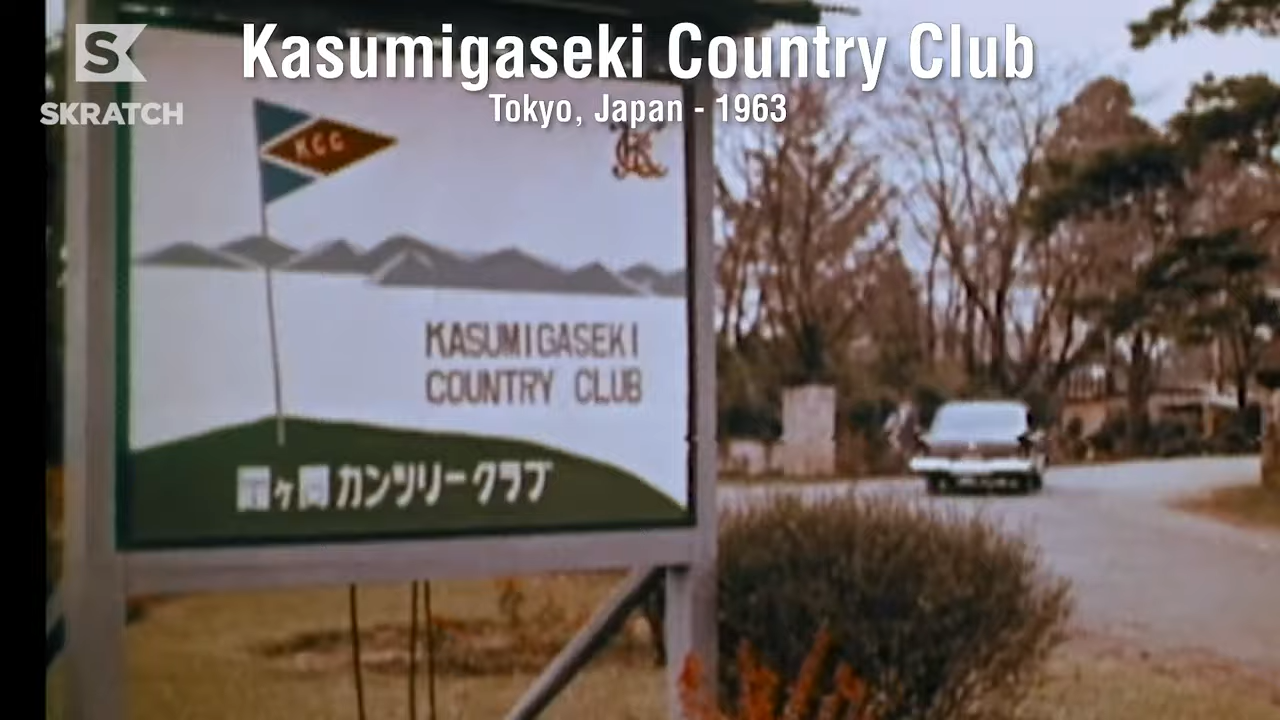 Kasumigaseki Country Club
Tokyo, Japan - 1963
SKRATCH
KCC
KASUMIGASEKI
COUNTRY CLUB
霞ヶ関カンツリークラブ